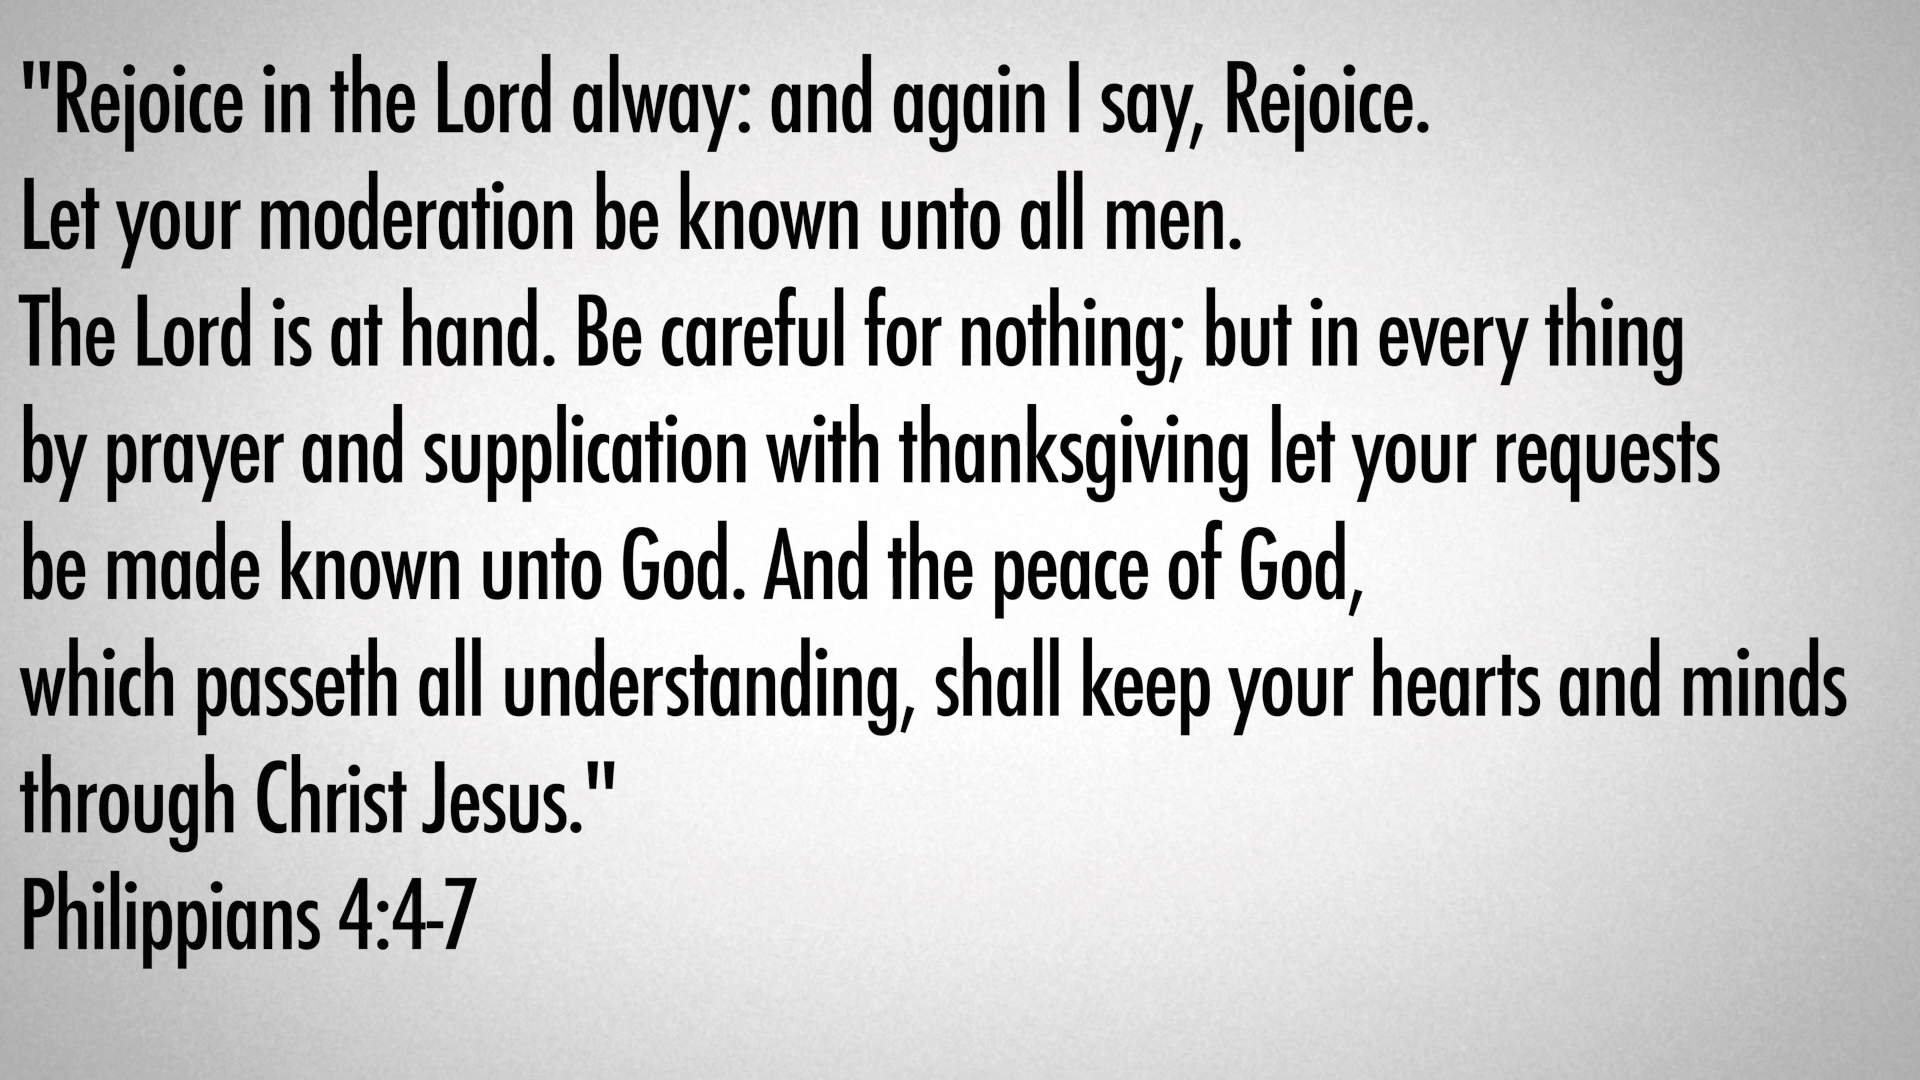 "Rejoice in the Lord alway: and again I say, Rejoice.
Let your moderation be known unto all men.
The Lord is at hand. Be careful for nothing; but in every thing
by prayer and supplication with thanksgiving let your requests
be made known unto God. And the peace of God,
which passeth all understanding, shall keep your hearts and minds
through Christ Jesus."
Philippians 4:4-7